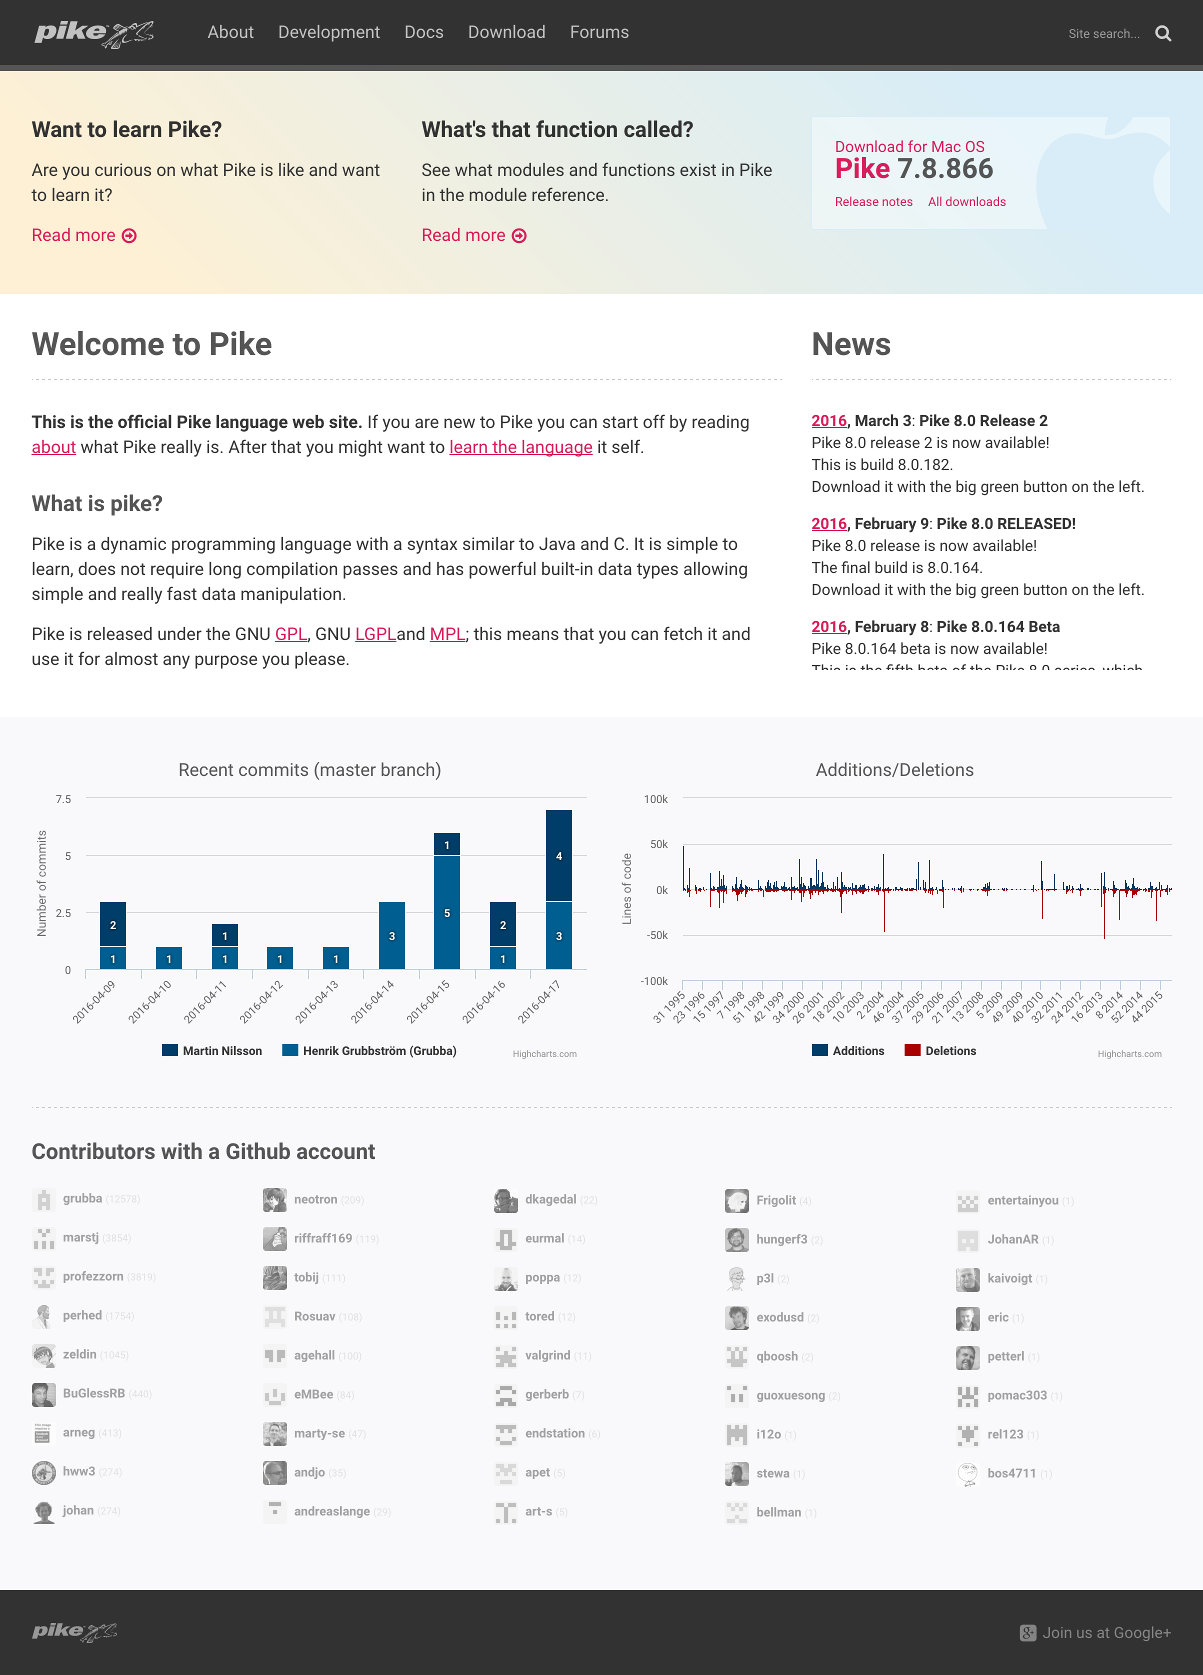 pike
About Development Docs Download Forums
Site search...
Want to learn Pike?
Are you curious on what Pike is like and want
to learn it?
Read more
What's that function called?
See what modules and functions exist in Pike
in the module reference.
Read more
Download for Mac OS
Pike 7.8.866
Release notes All downloads
Welcome to Pike
This is the official Pike language web site. If you are new to Pike you can start off by reading
about what Pike really is. After that you might want to learn the language it self.
What is pike?
Pike is a dynamic programming language with a syntax similar to Java and C. It is simple to
learn, does not require long compilation passes and has powerful built-in data types allowing
simple and really fast data manipulation.
Pike is released under the GNU GPL, GNU LGPLand MPL; this means that you can fetch it and
use it for almost any purpose you please.
News
2016, March 3: Pike 8.0 Release 2
Pike 8.0 release 2 is now available!
This is build 8.0.182.
Download it with the big green button on the left.
2016, February 9: Pike 8.0 RELEASED!
Pike 8.0 release is now available!
The final build is 8.0.164.
Download it with the big green button on the left.
2016, February 8: Pike 8.0.164 Beta
Pike 8.0.164 beta is now available!
This is the fifth beta of the Pike 8.0 series, which
Recent commits (master branch)
Number of commits
7.5
5
2.5
0
2 1 1 1 1 1 1 3 1 5 2 1 4 3
2016-04-09 2016-04-10 2016-04-11 2016-04-12 2016-04-13 2016-04-14 2016-04-15 2016-04-16 2016-04-17
Martin Nilsson Henrik Grubbström (Grubba)
Highcharts.com
Additions/Deletions
Lines of code
100k
50k
0k
-50k
-100k
31 1995 23 1996 15 1997 7 1998 51 1998 42 1999 34 2000 26 2001 18 2002 10 2003 2 2004 46 2004 37 2005 29 2006 21 2007 13 2008 5 2009 49 2009 40 2010 32 2011 24 2012 16 2013 8 2014 52 2014 44 2015
Additions Deletions
Highcharts.com
Contributors with a Github account
grubba (12578)
marstj (3854)
profezzorn (3819)
perhed (1754)
zeldin (1045)
BuGlessRB (440)
arneg (413)
hww3 (274)
johan (274)
neotron (209)
riffraff169 (119)
tobij (111)
Rosuav (108)
agehall (100)
eMBee (84)
marty-se (47)
andjo (35)
andreaslange (29)
dkagedal (22)
eurmal (14)
poppa (12)
tored (12)
valgrind (11)
gerberb (7)
endstation (6)
apet (5)
art-s (5)
Frigolit (4)
hungerf3 (2)
p3l (2)
exodusd (2)
qboosh (2)
guoxuesong (2)
i12o (1)
stewa (1)
bellman (1)
entertainyou (1)
JohanAR (1)
kaivoigt (1)
eric (1)
petterl (1)
pomac303 (1)
rel123 (1)
bos4711 (1)
pike
Join us at Google+